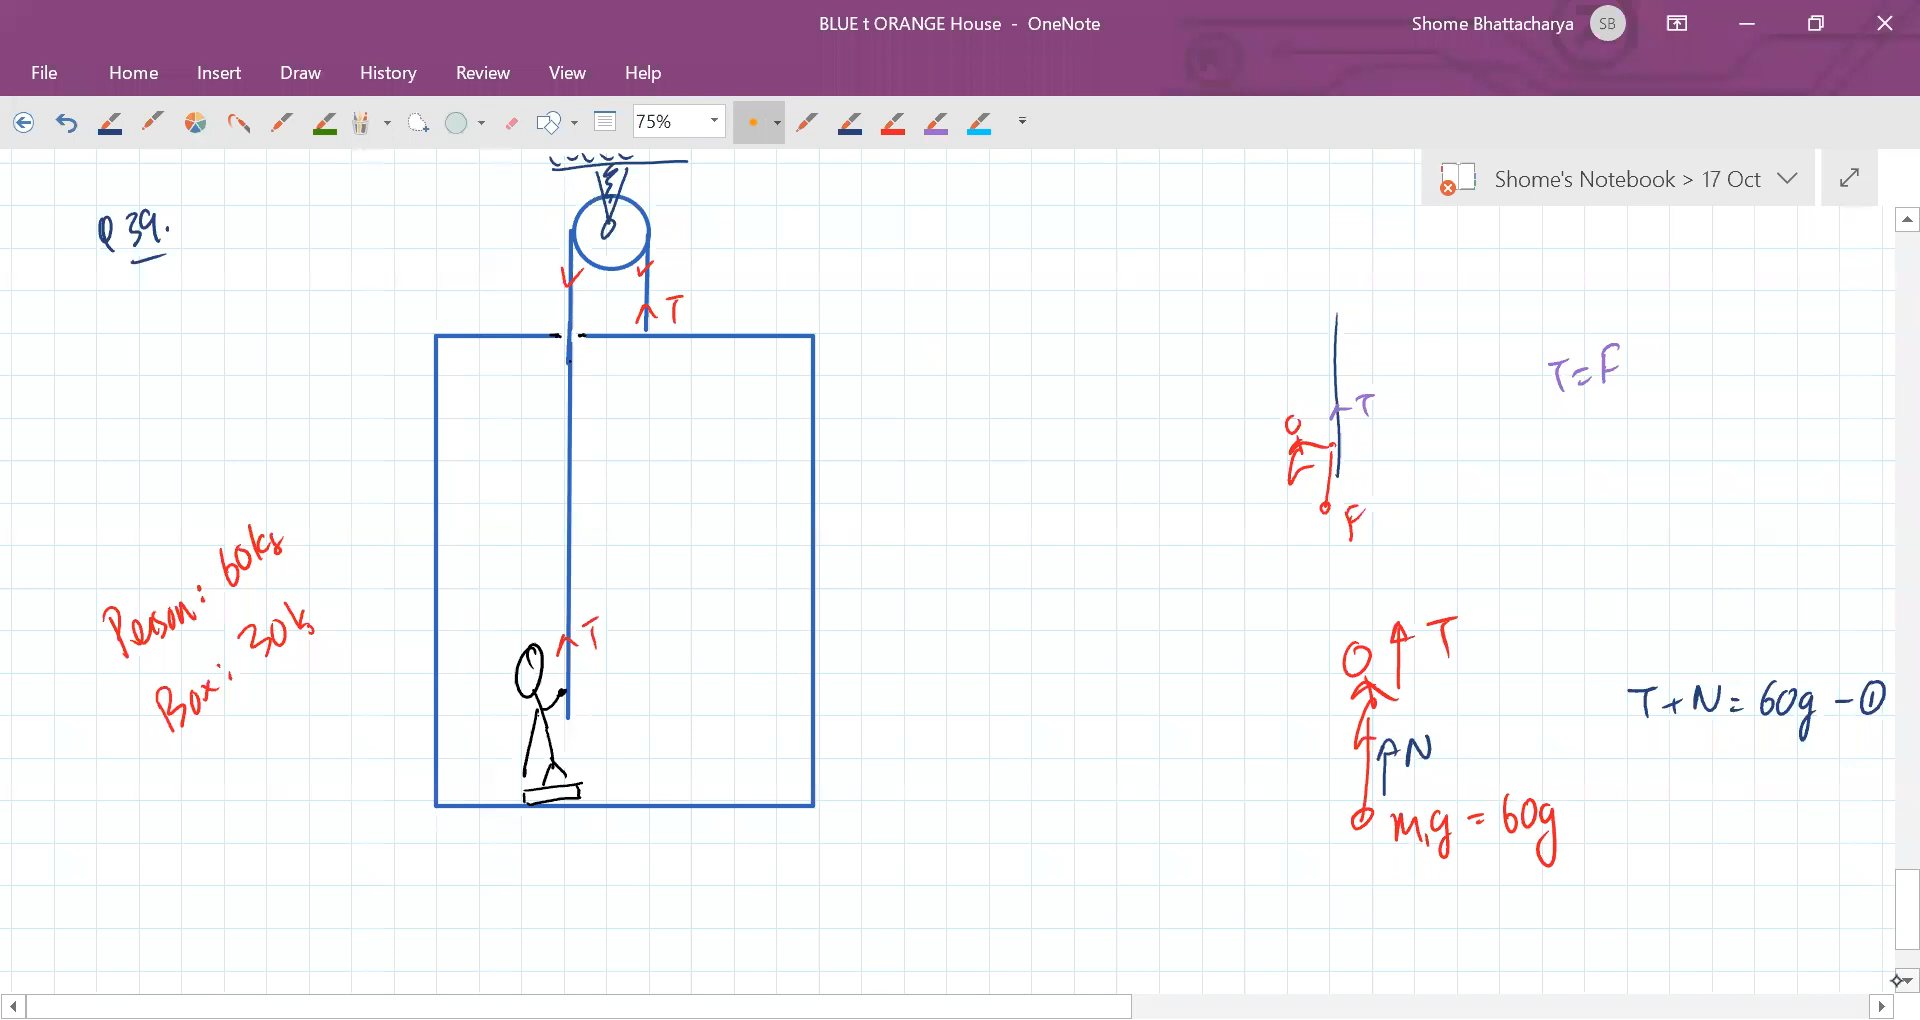 BLUE t ORANGE House - OneNote
Shome Bhattacharya
SB
File
Home
Insert
Draw
History
Review
View
Help
75%
Shome's Notebook > 17 Oct
Q 39.
T
T
Person: 60kg
Box: 30kg
T
F
T=F
T
N
m₁g = 60g
T+N=60g -①